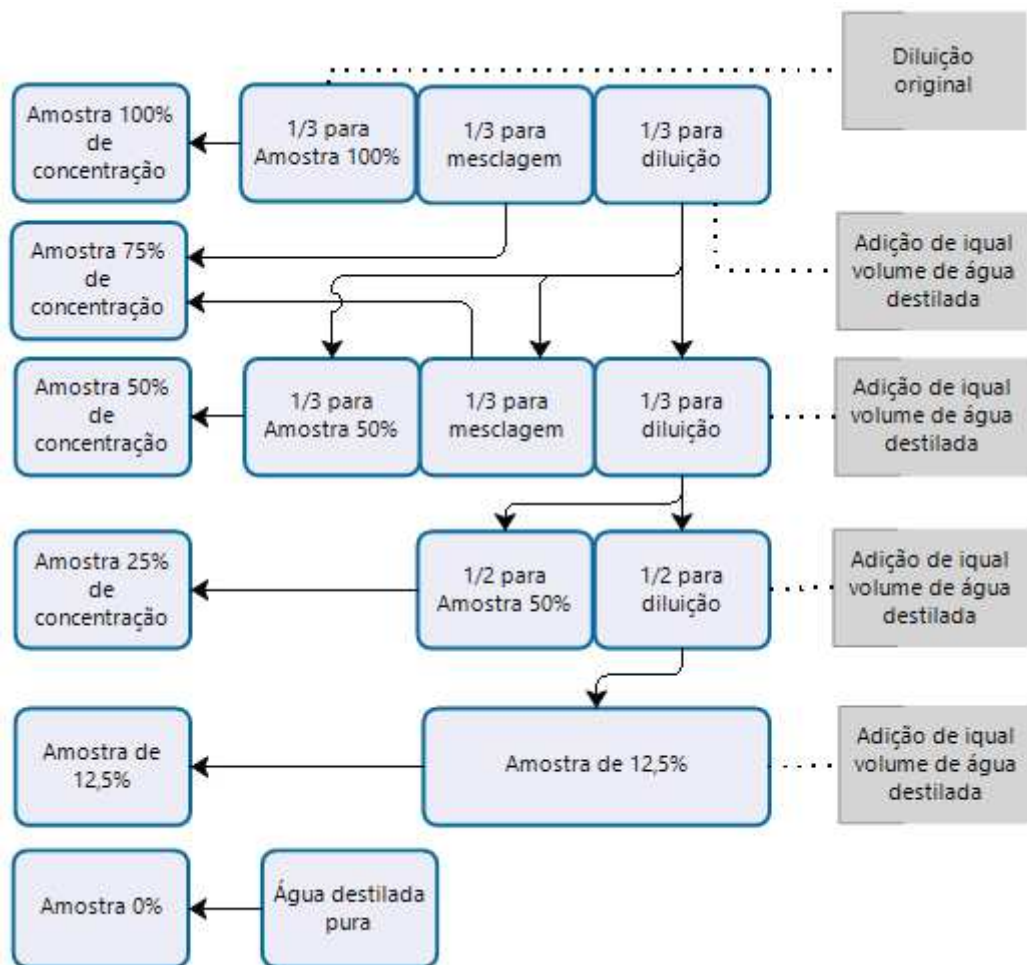 Diluição
original
Amostra 100%
de
concentração
1/3 para
Amostra 100%
1/3 para
mesclagem
1/3 para
diluição
Amostra 75%
de
concentração
Adição de iqual
volume de água
destilada
Amostra 50%
de
concentração
1/3 para
Amostra 50%
1/3 para
mesclagem
1/3 para
diluição
Adição de iqual
volume de água
destilada
Amostra 25%
de
concentração
1/2 para
Amostra 50%
1/2 para
diluição
Adição de iqual
volume de água
destilada
Amostra de
12,5%
Amostra de 12,5%
Adição de iqual
volume de água
destilada
Amostra 0%
Água destilada
pura